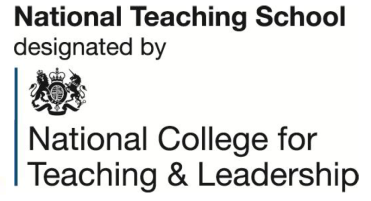 National Teaching School
designated by
National College for
Teaching & Leadership